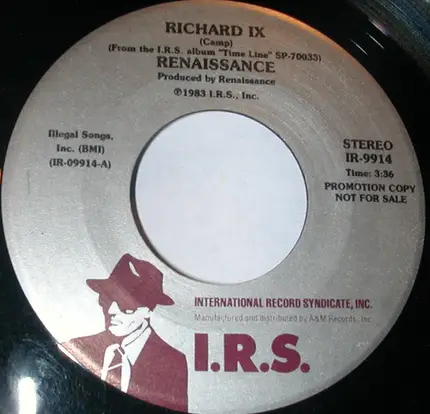 RICHARD IX
(Camp)
(From the I.R.S. album "Time Line" SP-70033)
RENAISSANCE
Produced by Renaissance
℗1983 I.R.S., Inc.
Illegal Songs,
Inc. (BMI)
(IR-09914-A)
STEREO
IR-9914
Time: 3:36
PROMOTION COPY
NOT FOR SALE
INTERNATIONAL RECORD SYNDICATE, INC.
Manufactured and distributed by A&M Records, Inc.
I.R.S.